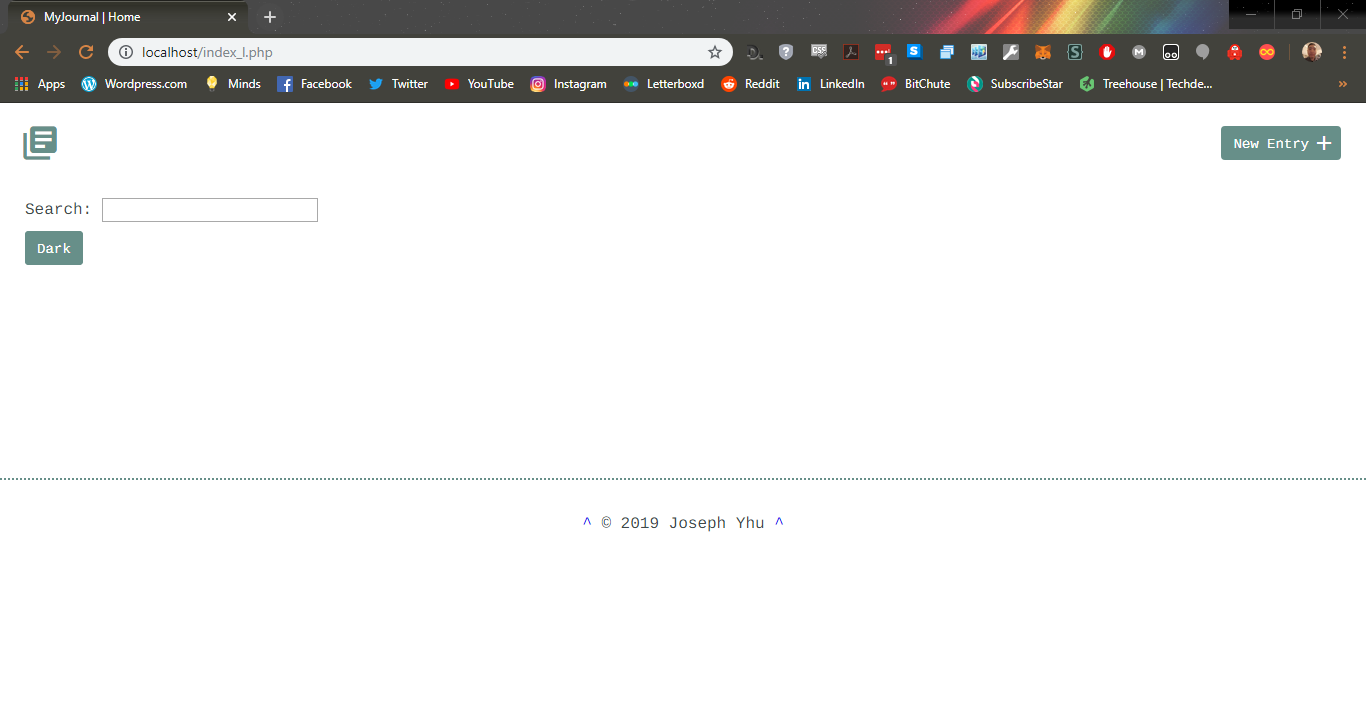 MyJournal | Home
localhost/index_l.php
1
Apps Wordpress.com Minds Facebook Twitter YouTube Instagram Letterboxd Reddit LinkedIn BitChute SubscribeStar Treehouse | Techde... »
New Entry +
Search:
Dark
^ © 2019 Joseph Yhu ^